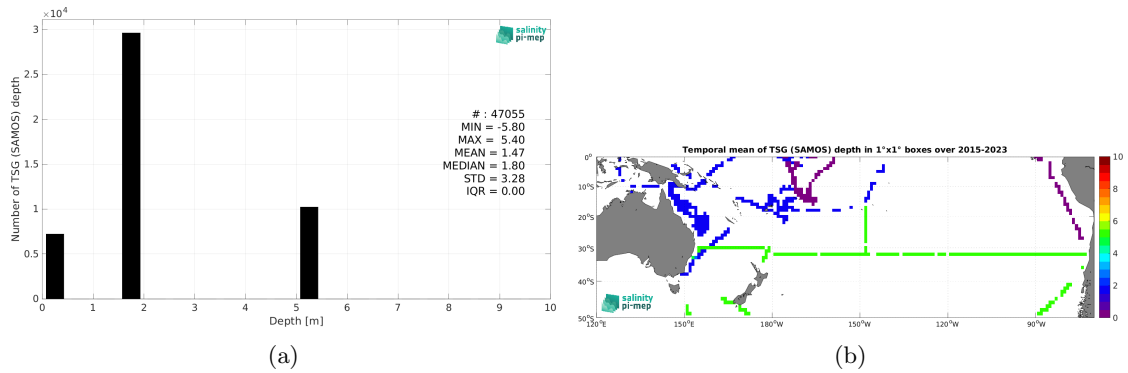 ×10⁴
3
2.5
2
1.5
1
0.5
0
Number of TSG (SAMOS) depth
salinity
pi-mep
# : 47055
MIN = -5.80
MAX = 5.40
MEAN = 1.47
MEDIAN = 1.80
STD = 3.28
IQR = 0.00
0 1 2 3 4 5 6 7 8 9 10
Depth [m]
(a)
Temporal mean of TSG (SAMOS) depth in 1°x1° boxes over 2015-2023
0°
10°S
20°S
30°S
40°S
50°S
salinity
pi-mep
120°E 150°E 180°W 150°W 120°W 90°W
10
9
8
7
6
5
4
3
2
1
0
(b)